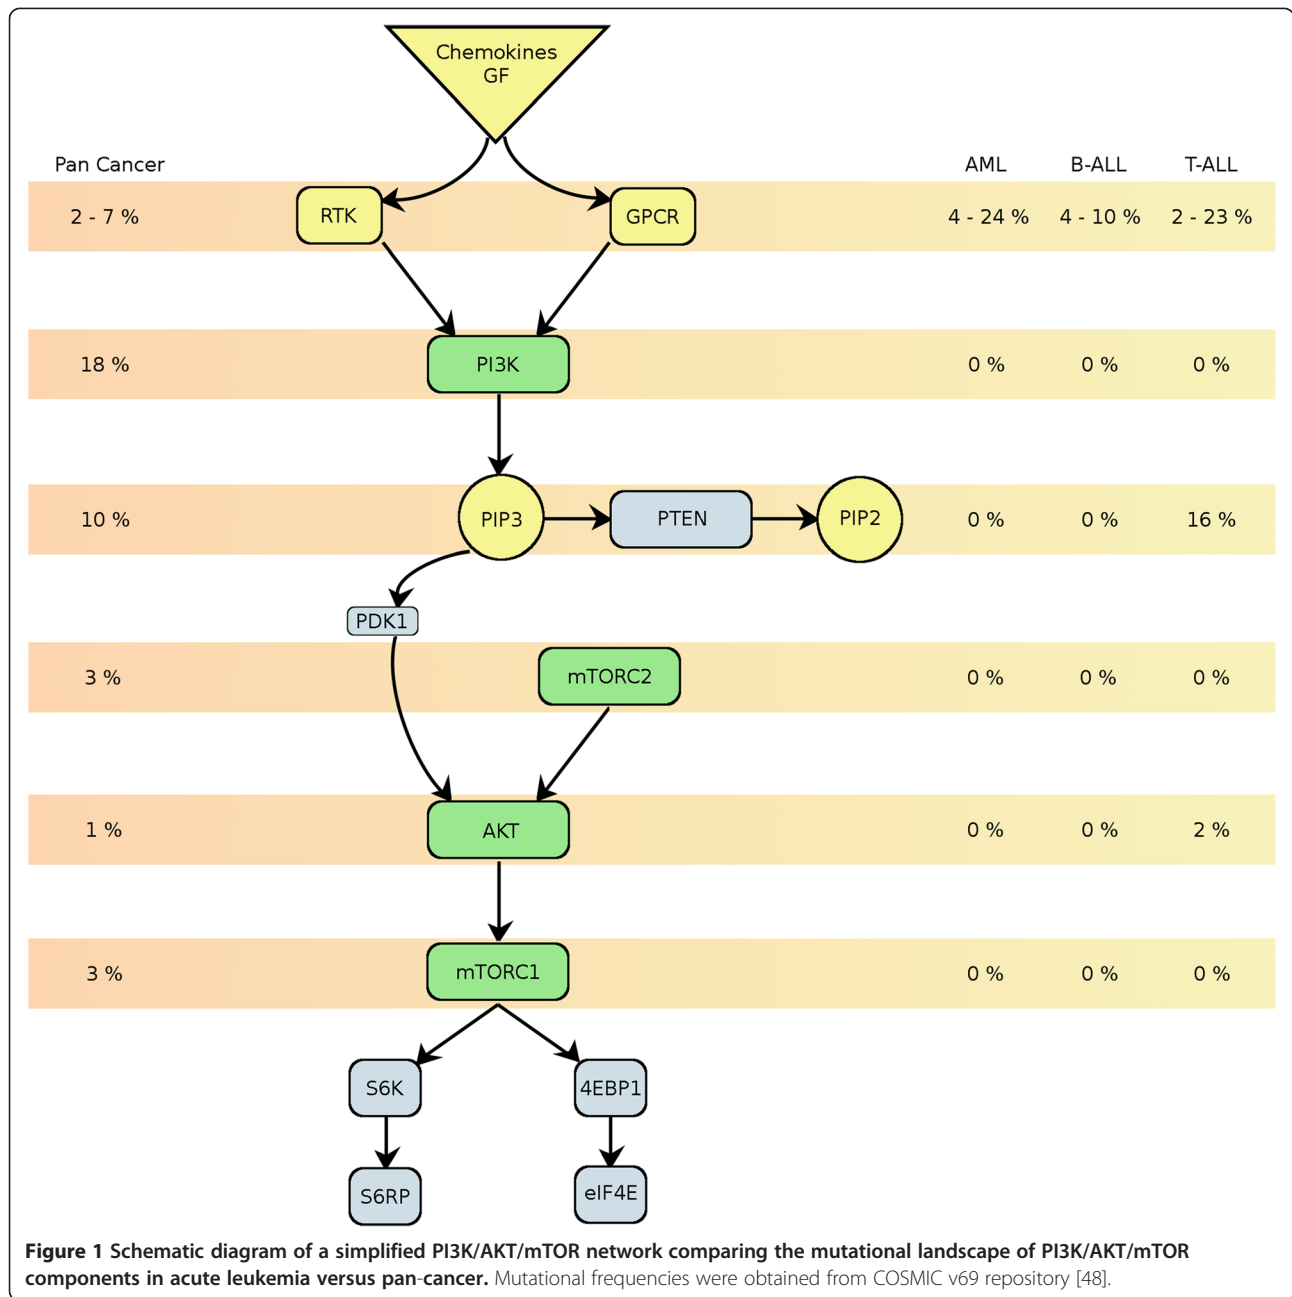 Chemokines
GF
Pan Cancer AML B-ALL T-ALL
2 - 7 % RTK GPCR 4 - 24 % 4 - 10 % 2 - 23 %
18 % PI3K 0 % 0 % 0 %
10 % PIP3 PTEN PIP2 0 % 0 % 16 %
PDK1
3 % mTORC2 0 % 0 % 0 %
1 % AKT 0 % 0 % 2 %
3 % mTORC1 0 % 0 % 0 %
S6K 4EBP1
S6RP eIF4E
Figure 1 Schematic diagram of a simplified PI3K/AKT/mTOR network comparing the mutational landscape of PI3K/AKT/mTOR
components in acute leukemia versus pan-cancer. Mutational frequencies were obtained from COSMIC v69 repository [48].